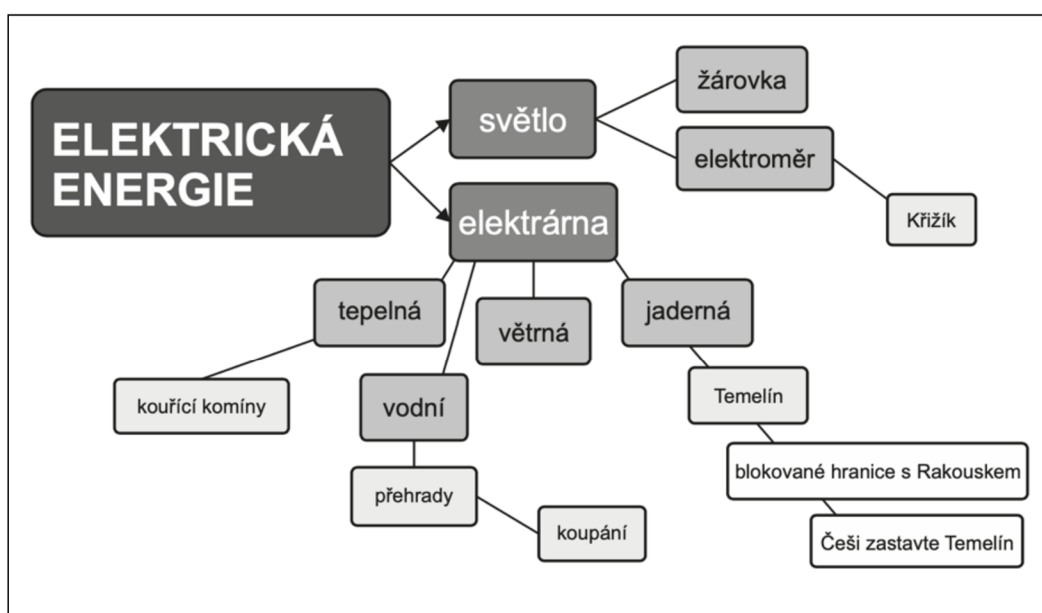 ELEKTRICKÁ
ENERGIE
světlo
žárovka
elektroměr
Křižík
elektrárna
tepelná
větrná
jaderná
kouřící komíny
vodní
Temelín
přehrady
blokované hranice s Rakouskem
koupání
Češi zastavte Temelín